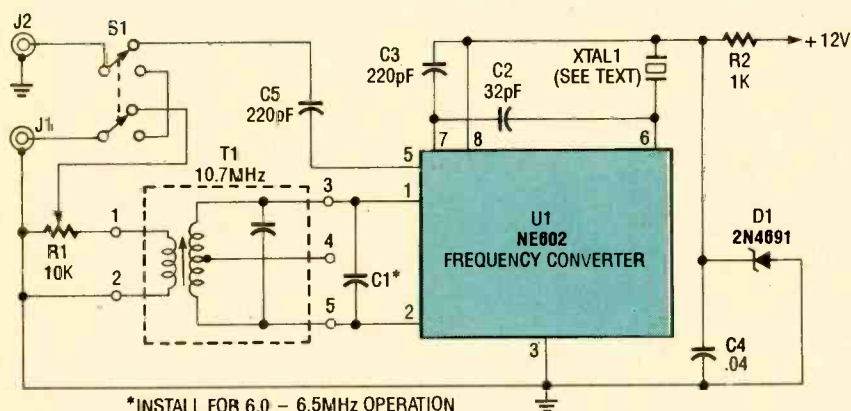 J2
S1
J1
C5
220pF
C3
220pF
C2
32pF
XTAL1
(SEE TEXT)
R2
1K
+12V
7
8
6
5
T1
10.7MHz
3
1
1
4
R1
10K
C1*
2
5
2
U1
NE602
FREQUENCY CONVERTER
3
D1
2N4691
C4
.04
*INSTALL FOR 6.0 – 6.5MHz OPERATION